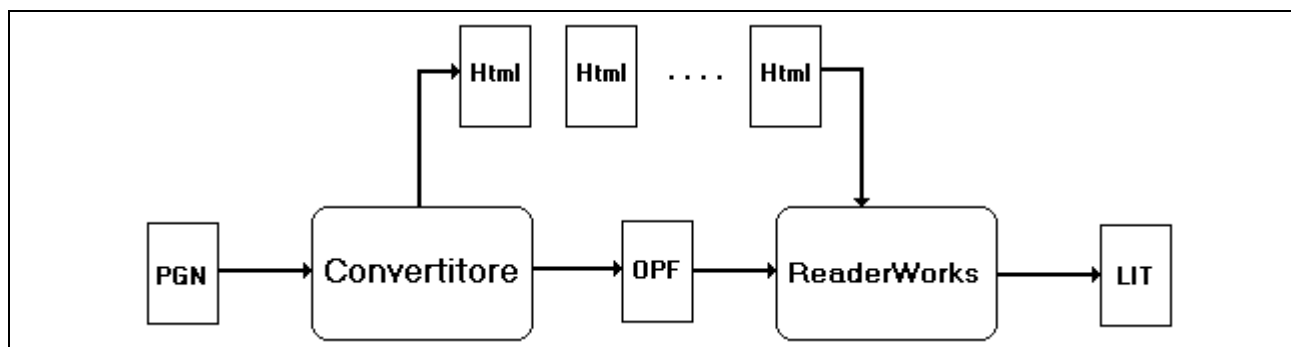 Html Html .... Html
PGN Convertitore OPF ReaderWorks LIT